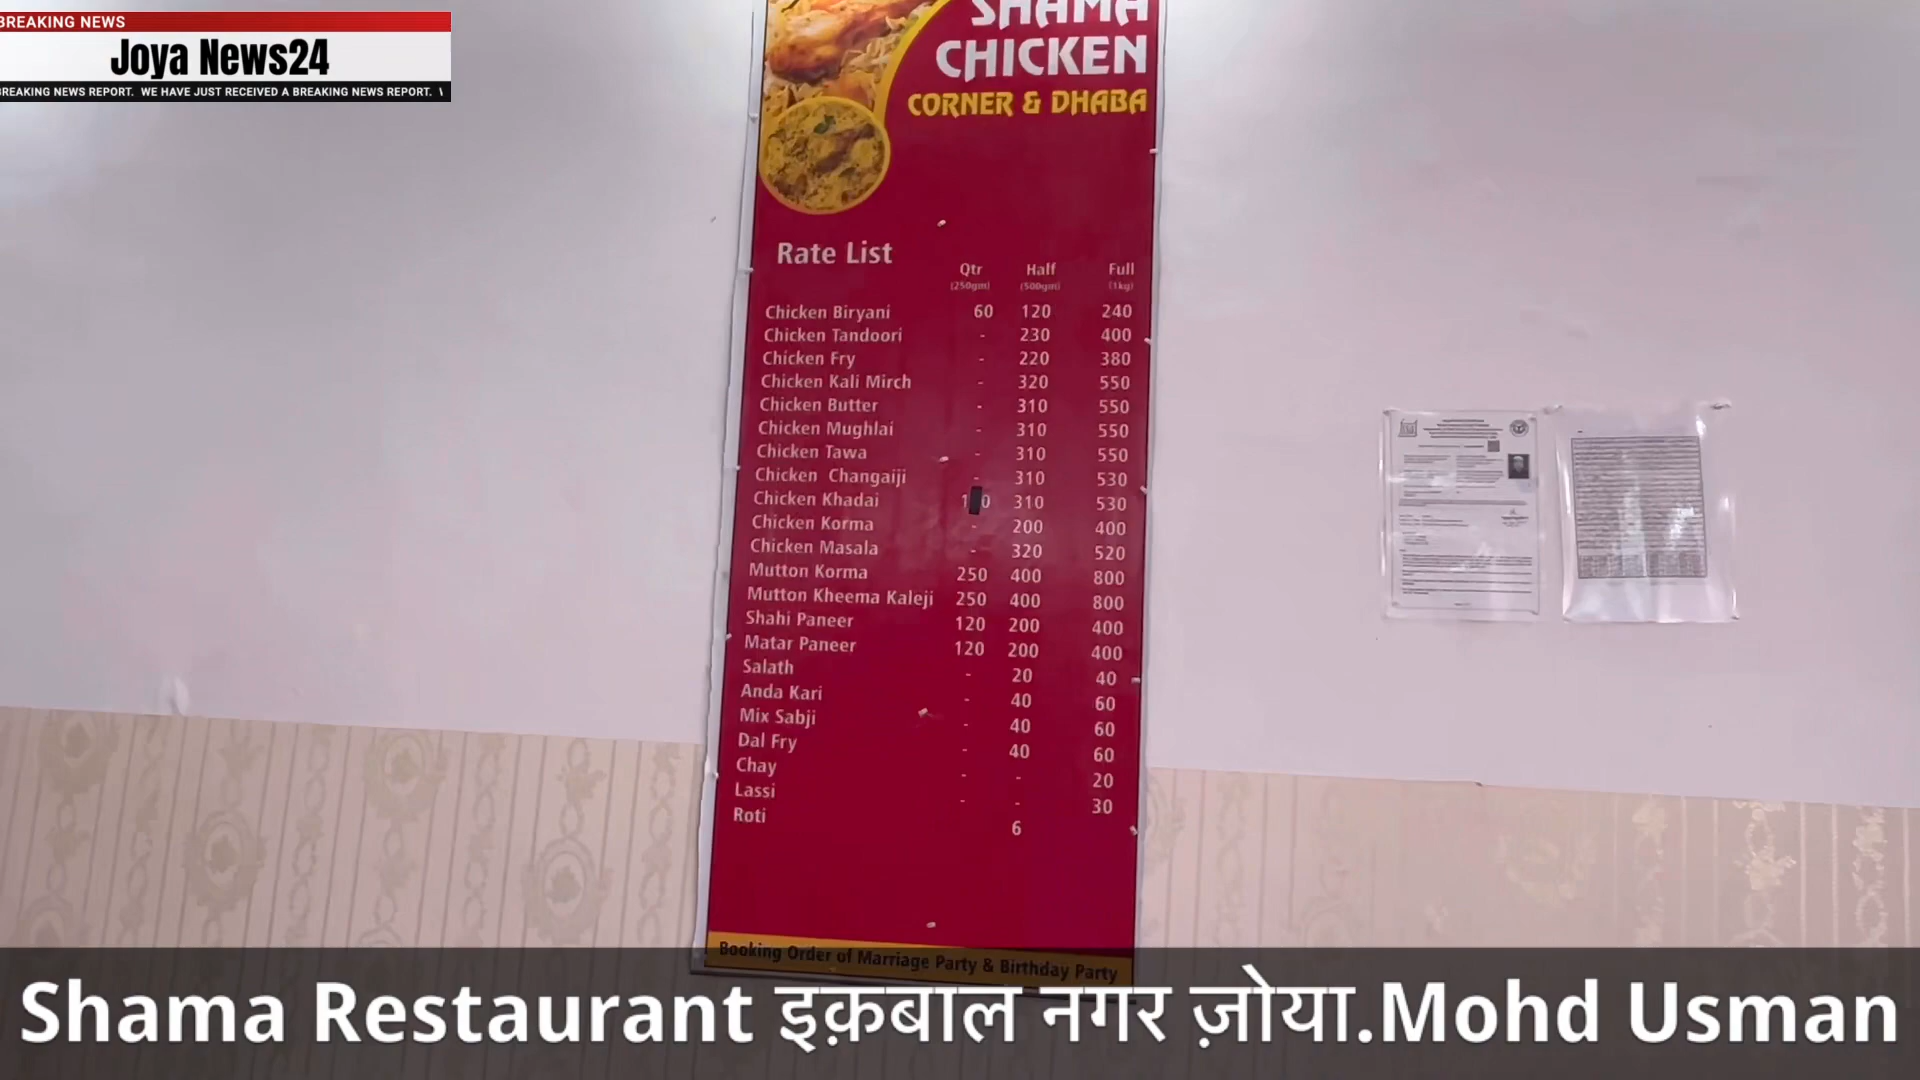 BREAKING NEWS
Joya News24
BREAKING NEWS REPORT. WE HAVE JUST RECEIVED A BREAKING NEWS REPORT.
SHAMA
CHICKEN
CORNER & DHABA
Rate List
Qtr Half Full
(250gm) (500gm) (1kg)
Chicken Biryani 60 120 240
Chicken Tandoori - 230 400
Chicken Fry - 220 380
Chicken Kali Mirch - 320 550
Chicken Butter - 310 550
Chicken Mughlai - 310 550
Chicken Tawa - 310 550
Chicken Changaiji - 310 530
Chicken Khadai 310 530
Chicken Korma - 200 400
Chicken Masala - 320 520
Mutton Korma 250 400 800
Mutton Kheema Kaleji 250 400 800
Shahi Paneer 120 200 400
Matar Paneer 120 200 400
Salath - 20 40
Anda Kari - 40 60
Mix Sabji - 40 60
Dal Fry - 40 60
Chay - - 20
Lassi - - 30
Roti 6
Booking Order of Marriage Party & Birthday Party
Shama Restaurant इक़बाल नगर ज़ोया.Mohd Usman